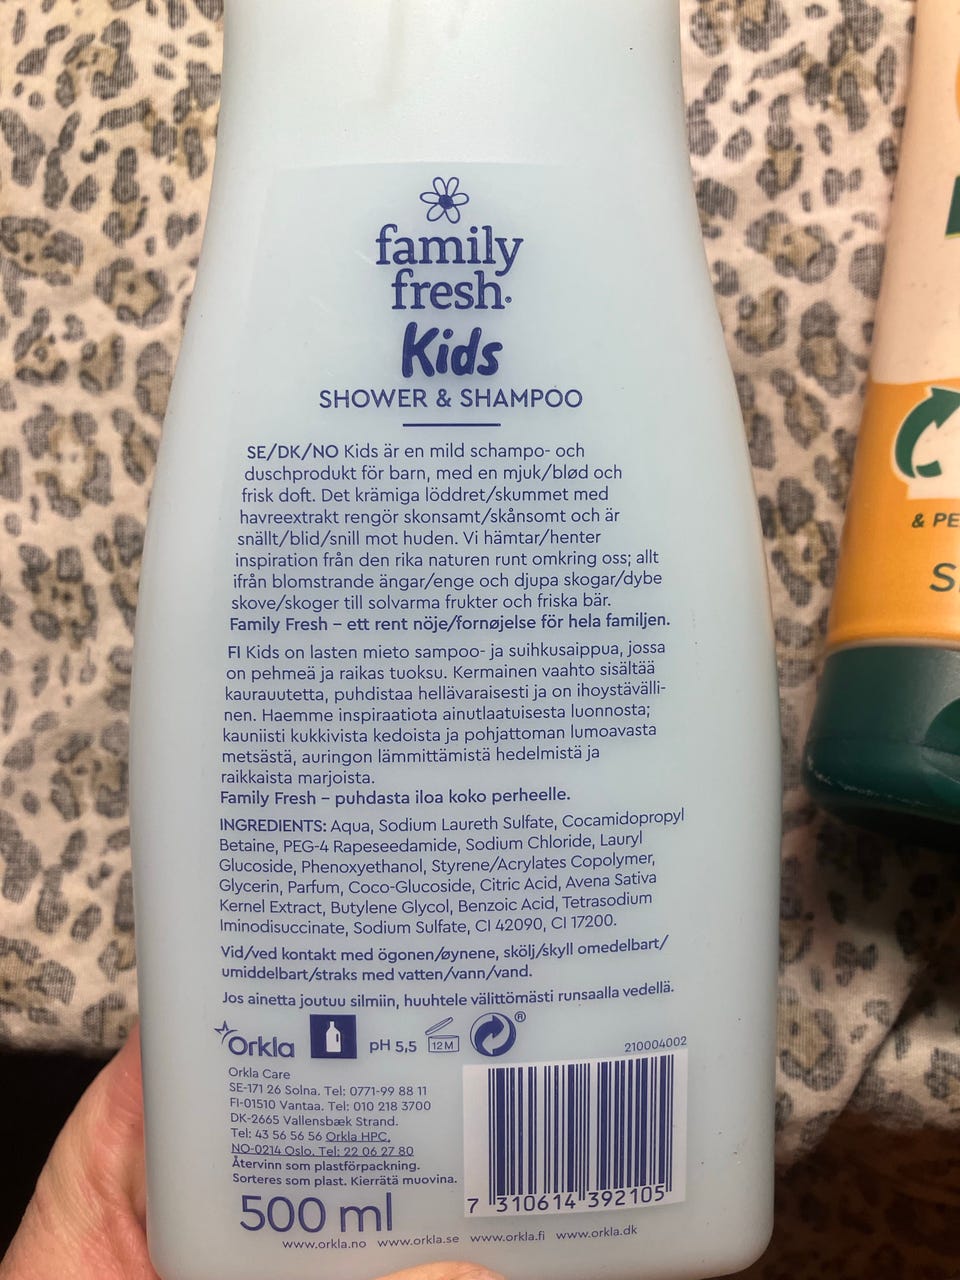 family
fresh.
Kids
SHOWER & SHAMPOO
SE/DK/NO Kids är en mild schampo- och
duschprodukt för barn, med en mjuk/blød och
frisk doft. Det krämiga löddret/skummet med
havreextrakt rengör skonsamt/skånsomt och är
snällt/blid/snill mot huden. Vi hämtar/henter
inspiration från den rika naturen runt omkring oss; allt
ifrån blomstrande ängar/enge och djupa skogar/dybe
skove/skoger till solvarma frukter och friska bär.
Family Fresh – ett rent nöje/fornøjelse för hela familjen.
FI Kids on lasten mieto sampoo- ja suihkusaippua, jossa
on pehmeä ja raikas tuoksu. Kermainen vaahto sisältää
kaurauutetta, puhdistaa hellävaraisesti ja on ihoystävälli-
nen. Haemme inspiraatiota ainutlaatuisesta luonnosta;
kauniisti kukkivista kedoista ja pohjattoman lumoavasta
metsästä, auringon lämmittämistä hedelmistä ja
raikkaista marjoista.
Family Fresh – puhdasta iloa koko perheelle.
INGREDIENTS: Aqua, Sodium Laureth Sulfate, Cocamidopropyl
Betaine, PEG-4 Rapeseedamide, Sodium Chloride, Lauryl
Glucoside, Phenoxyethanol, Styrene/Acrylates Copolymer,
Glycerin, Parfum, Coco-Glucoside, Citric Acid, Avena Sativa
Kernel Extract, Butylene Glycol, Benzoic Acid, Tetrasodium
Iminodisuccinate, Sodium Sulfate, CI 42090, CI 17200.
Vid/ved kontakt med ögonen/øynene, skölj/skyll omedelbart/
umiddelbart/straks med vatten/vann/vand.
Jos ainetta joutuu silmiin, huuhtele välittömästi runsaalla vedellä.
Orkla pH 5,5 12 M ®
210004002
Orkla Care
SE-171 26 Solna. Tel: 0771-99 88 11
FI-01510 Vantaa. Tel: 010 218 3700
DK-2665 Vallensbæk Strand.
Tel: 43 56 56 56 Orkla HPC,
NO-0214 Oslo, Tel: 22 06 27 80
Återvinn som plastförpackning.
Sorteres som plast. Kierrätä muovina.
7 310614 392105
500 ml
www.orkla.no www.orkla.se www.orkla.fi www.orkla.dk
& PE